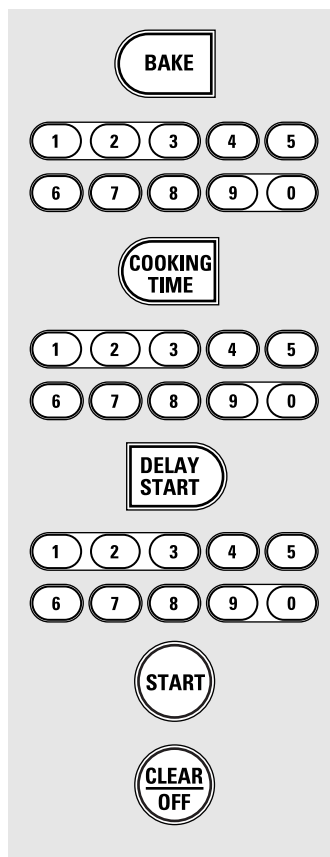 BAKE
1 2 3 4 5
6 7 8 9 0
COOKING
TIME
1 2 3 4 5
6 7 8 9 0
DELAY
START
1 2 3 4 5
6 7 8 9 0
START
CLEAR
OFF